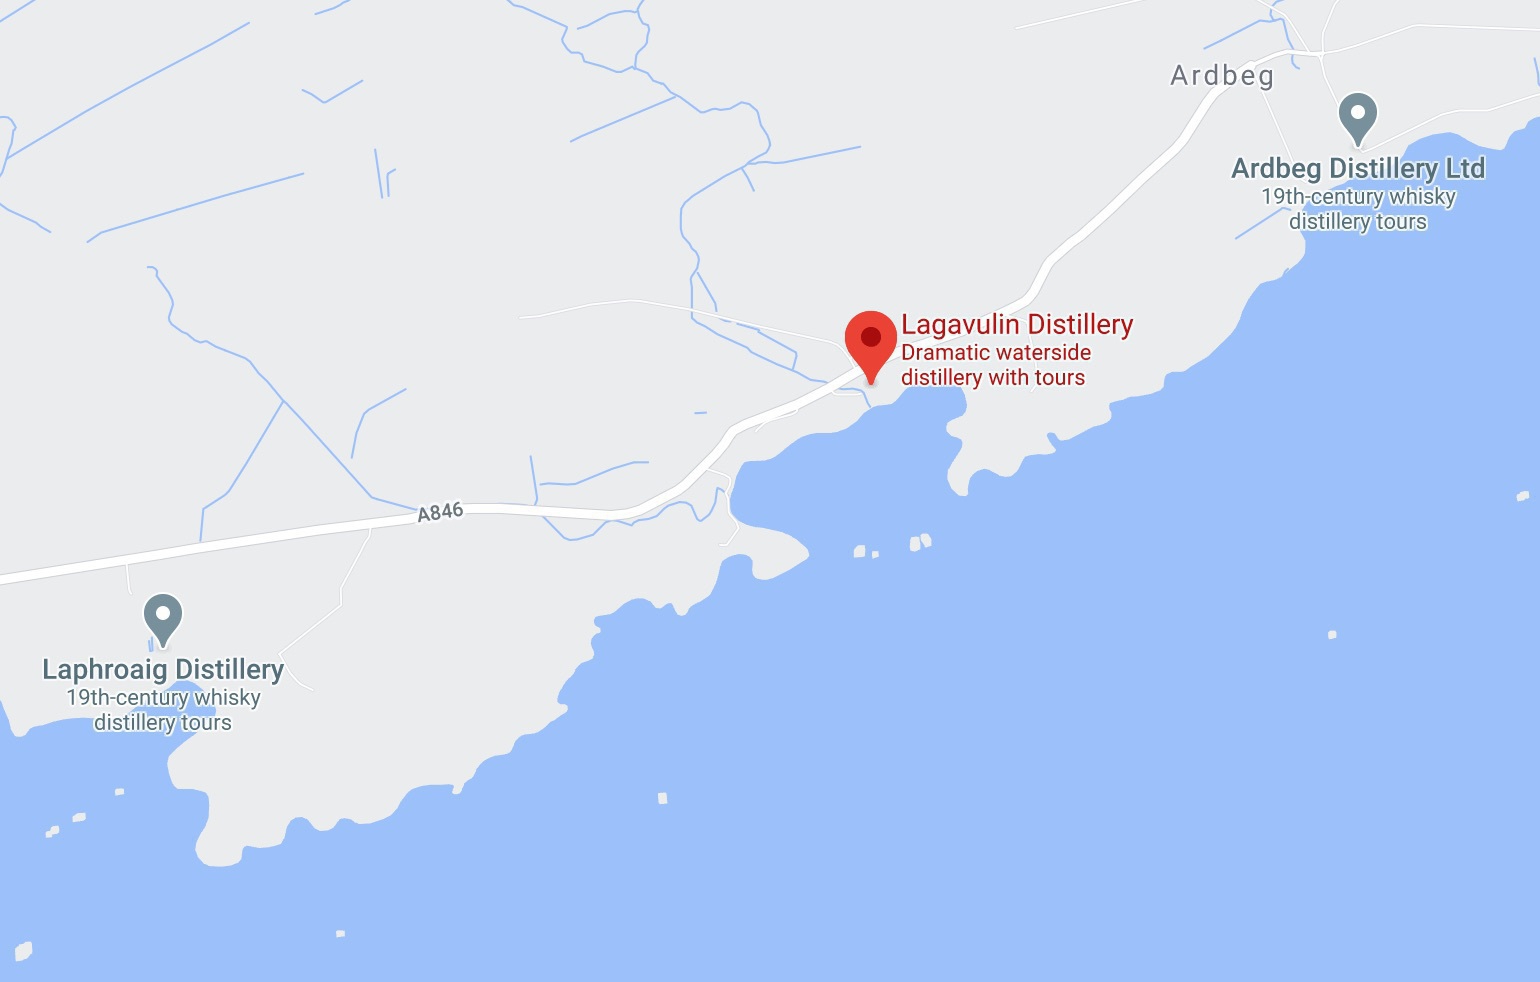 Ardbeg
Ardbeg Distillery Ltd
19th-century whisky
distillery tours
Lagavulin Distillery
Dramatic waterside
distillery with tours
A846
Laphroaig Distillery
19th-century whisky
distillery tours